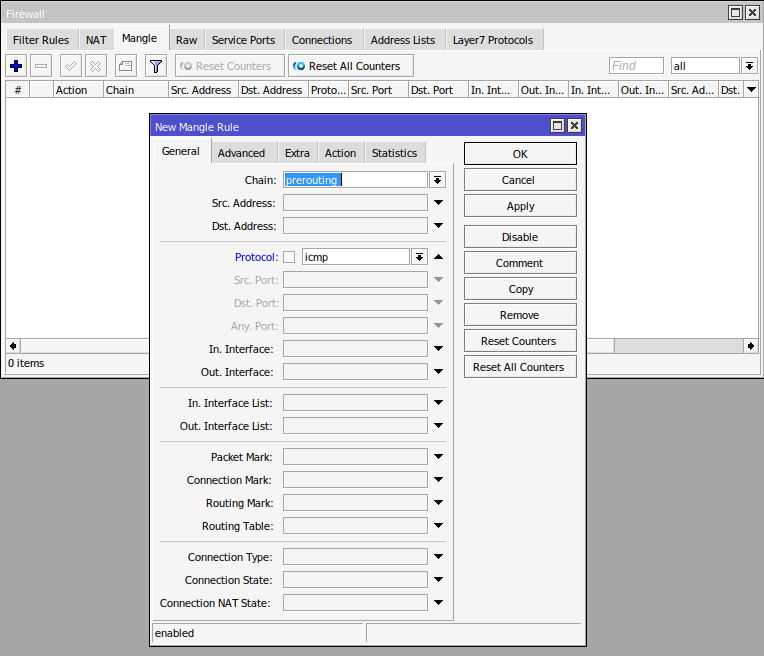 Firewall
Filter Rules NAT Mangle Raw Service Ports Connections Address Lists Layer7 Protocols
Reset Counters Reset All Counters Find all
# Action Chain Src. Address Dst. Address Proto... Src. Port Dst. Port In. Int... Out. In... In. Int... Out. In... Src. Ad... Dst.
New Mangle Rule
General Advanced Extra Action Statistics
OK
Chain: prerouting
Cancel
Src. Address:
Apply
Dst. Address:
Disable
Protocol: icmp
Comment
Src. Port:
Copy
Dst. Port:
Remove
Any. Port:
Reset Counters
In. Interface:
0 items
Out. Interface:
Reset All Counters
In. Interface List:
Out. Interface List:
Packet Mark:
Connection Mark:
Routing Mark:
Routing Table:
Connection Type:
Connection State:
Connection NAT State:
enabled